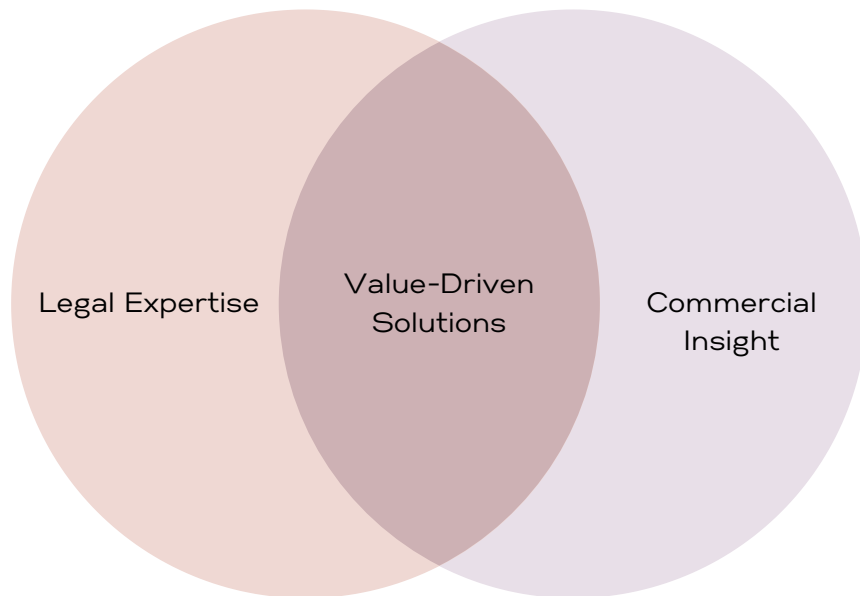 Legal Expertise
Value-Driven
Solutions
Commercial
Insight